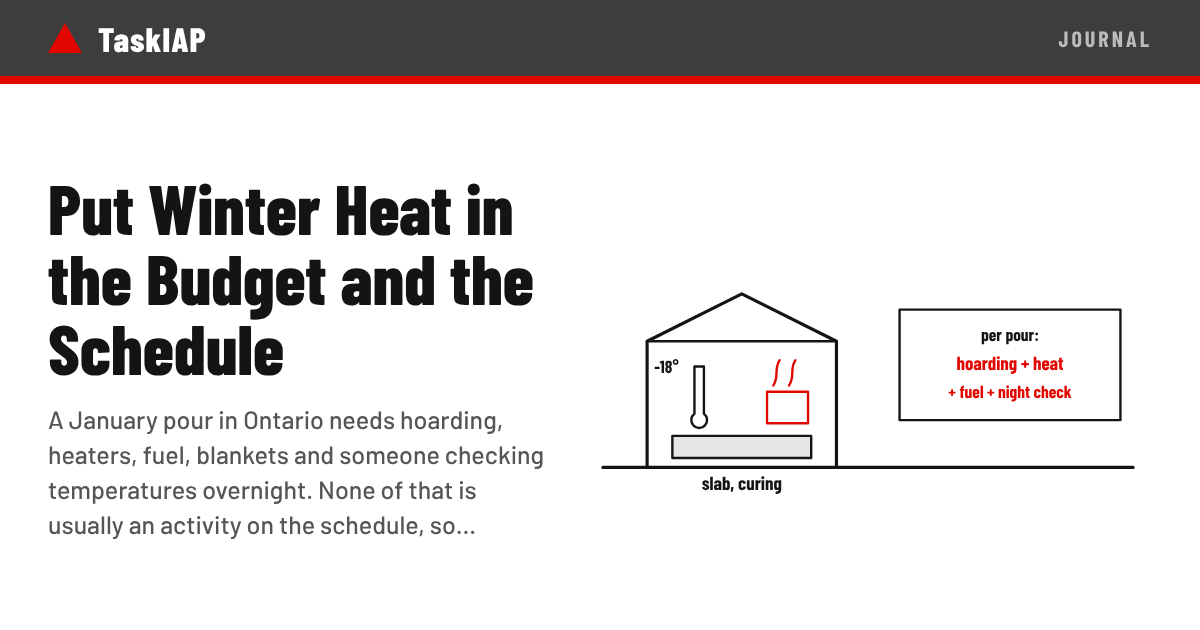 TaskIAP
JOURNAL
Put Winter Heat in
the Budget and the
Schedule
A January pour in Ontario needs hoarding,
heaters, fuel, blankets and someone checking
temperatures overnight. None of that is
usually an activity on the schedule, so...
-18°
slab, curing
per pour:
hoarding + heat
+ fuel + night check